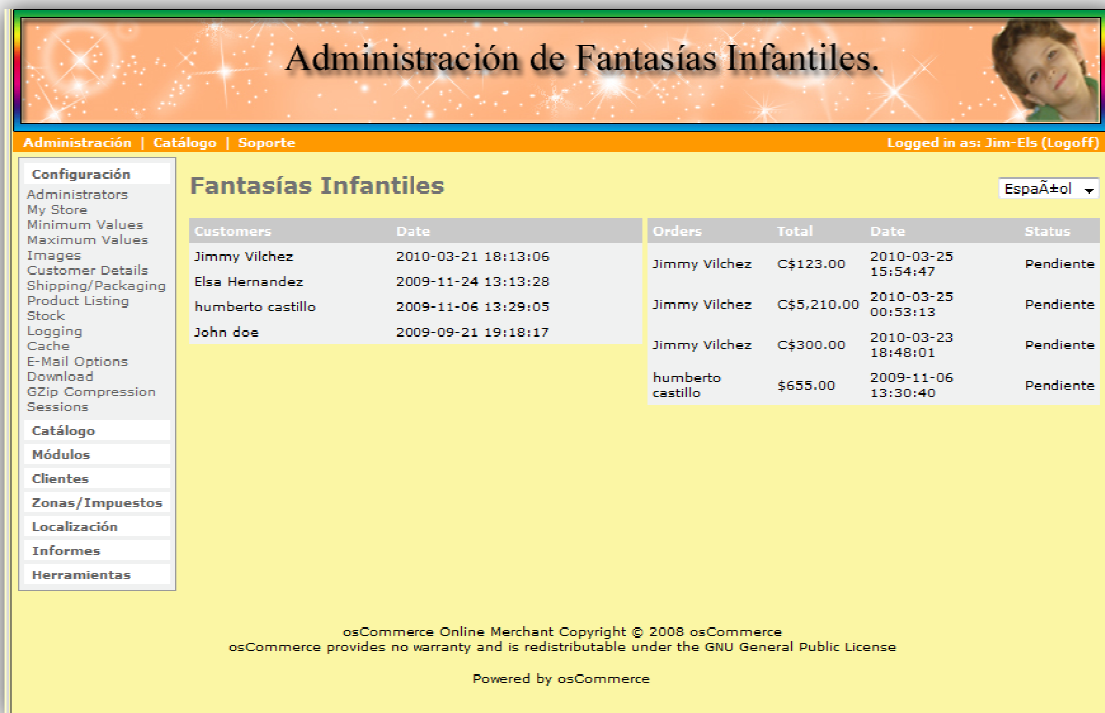 Administración de Fantasías Infantiles.
Administración | Catálogo | Soporte
Logged in as: Jim-Els (Logoff)
Configuración
Administrators
My Store
Minimum Values
Maximum Values
Images
Customer Details
Shipping/Packaging
Product Listing
Stock
Logging
Cache
E-Mail Options
Download
GZip Compression
Sessions
Catálogo
Módulos
Clientes
Zonas/Impuestos
Localización
Informes
Herramientas
Fantasías Infantiles
EspaÃ±ol
Customers Date
Jimmy Vilchez 2010-03-21 18:13:06
Elsa Hernandez 2009-11-24 13:13:28
humberto castillo 2009-11-06 13:29:05
John doe 2009-09-21 19:18:17
Orders Total Date Status
Jimmy Vilchez C$123.00 2010-03-25 15:54:47 Pendiente
Jimmy Vilchez C$5,210.00 2010-03-25 00:53:13 Pendiente
Jimmy Vilchez C$300.00 2010-03-23 18:48:01 Pendiente
humberto castillo $655.00 2009-11-06 13:30:40 Pendiente
osCommerce Online Merchant Copyright © 2008 osCommerce
osCommerce provides no warranty and is redistributable under the GNU General Public License
Powered by osCommerce